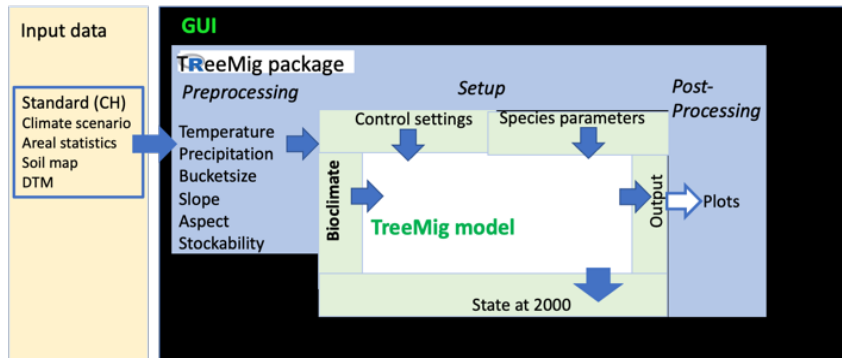 Input data
GUI
TReeMig package
Preprocessing
Setup
Post-
Processing
Standard (CH)
Climate scenario
Areal statistics
Soil map
DTM
Temperature
Precipitation
Bucketsize
Slope
Aspect
Stockability
Control settings
Species parameters
Bioclimate
TreeMig model
Output
Plots
State at 2000